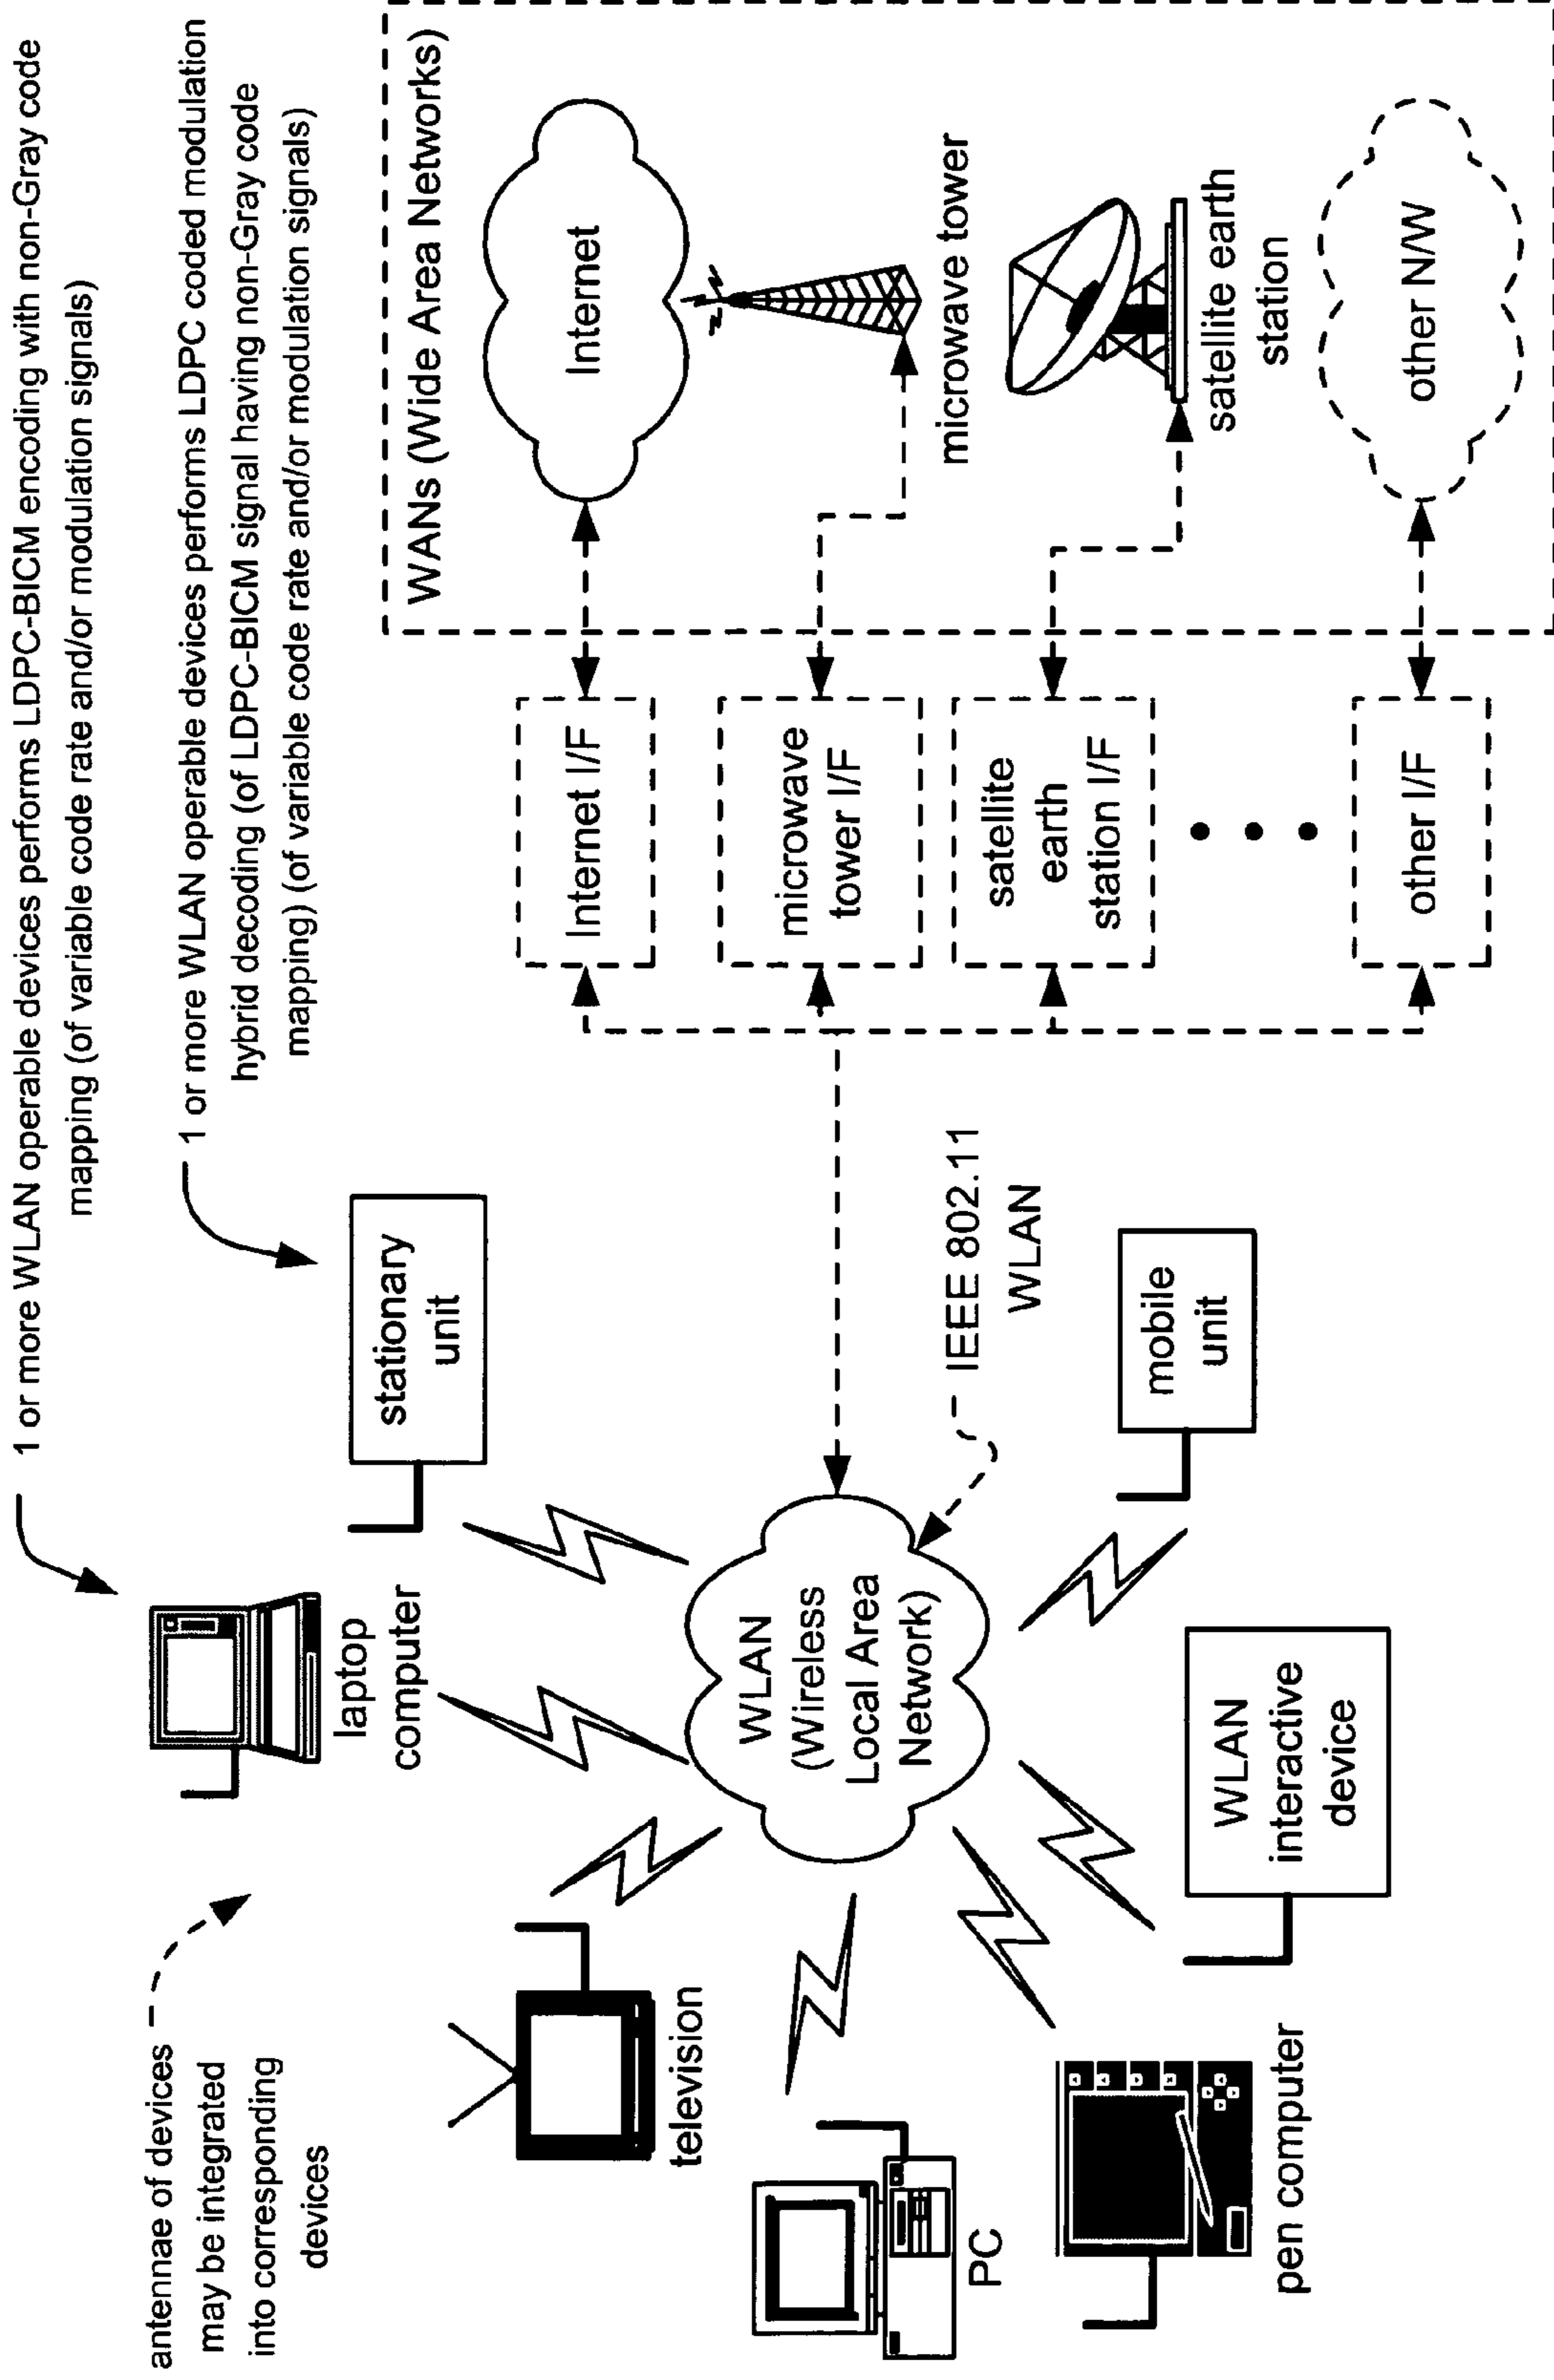 1 or more WLAN operable devices performs LDPC-BICM encoding with non-Gray code
mapping (of variable code rate and/or modulation signals)
1 or more WLAN operable devices performs LDPC coded modulation
hybrid decoding (of LDPC-BICM signal having non-Gray code
mapping) (of variable code rate and/or modulation signals)
antennae of devices
may be integrated
into corresponding
devices
laptop
computer
stationary
unit
television
PC
pen computer
WLAN
(Wireless
Local Area
Network)
WLAN
interactive
device
mobile
unit
IEEE 802.11
WLAN
Internet I/F
microwave
tower I/F
satellite
earth
station I/F
other I/F
WANs (Wide Area Networks)
Internet
microwave tower
satellite earth
station
other N/W